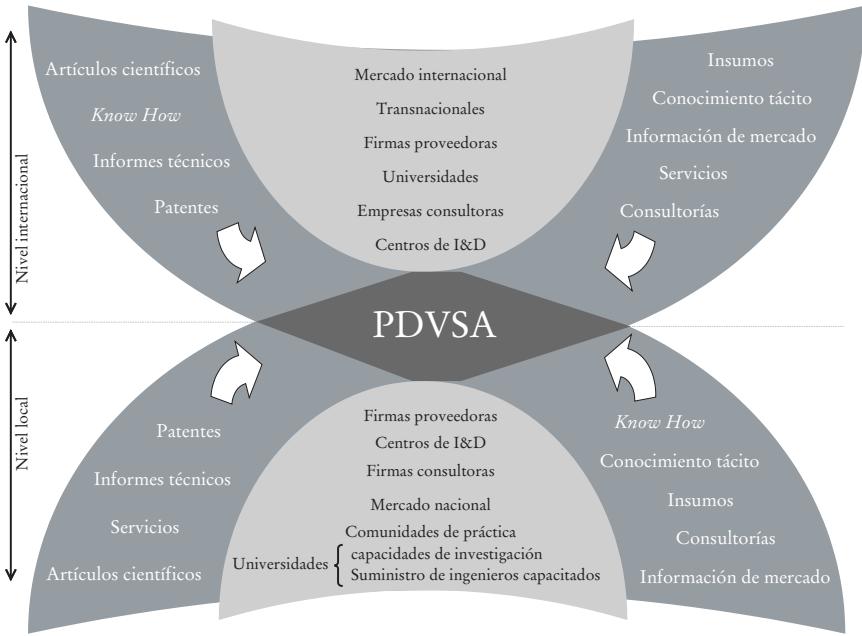 Nivel internacional
Artículos científicos
Know How
Informes técnicos
Patentes
Mercado internacional
Transnacionales
Firmas proveedoras
Universidades
Empresas consultoras
Centros de I&D
Insumos
Conocimiento tácito
Información de mercado
Servicios
Consultorías
PDVSA
Nivel local
Patentes
Informes técnicos
Servicios
Artículos científicos
Firmas proveedoras
Centros de I&D
Firmas consultoras
Mercado nacional
Comunidades de práctica
Universidades
capacidades de investigación
Suministro de ingenieros capacitados
Know How
Conocimiento tácito
Insumos
Consultorías
Información de mercado